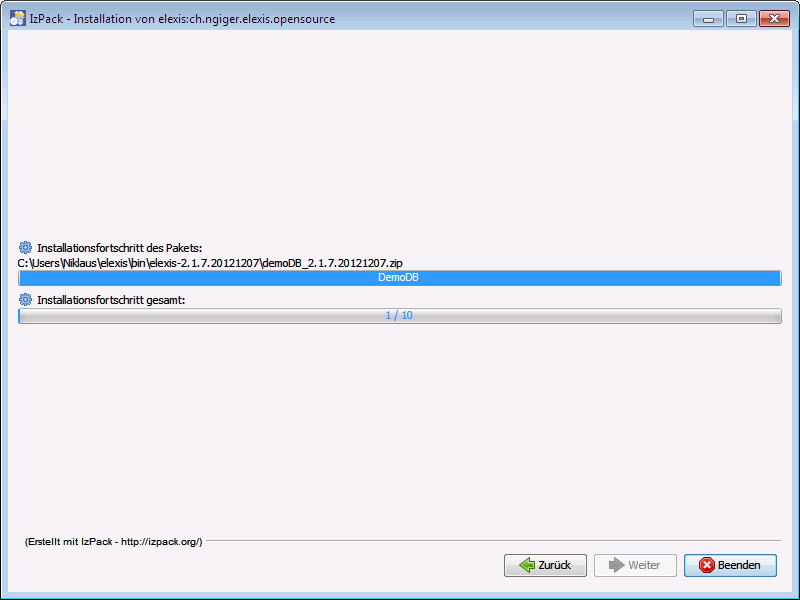 IzPack - Installation von elexis:ch.ngiger.elexis.opensource
Installationsfortschritt des Pakets:
C:\Users\Niklaus\elexis\bin\elexis-2.1.7.20121207\demoDB_2.1.7.20121207.zip
DemoDB
Installationsfortschritt gesamt:
1 / 10
(Erstellt mit IzPack - http://izpack.org/)
Zurück Weiter Beenden